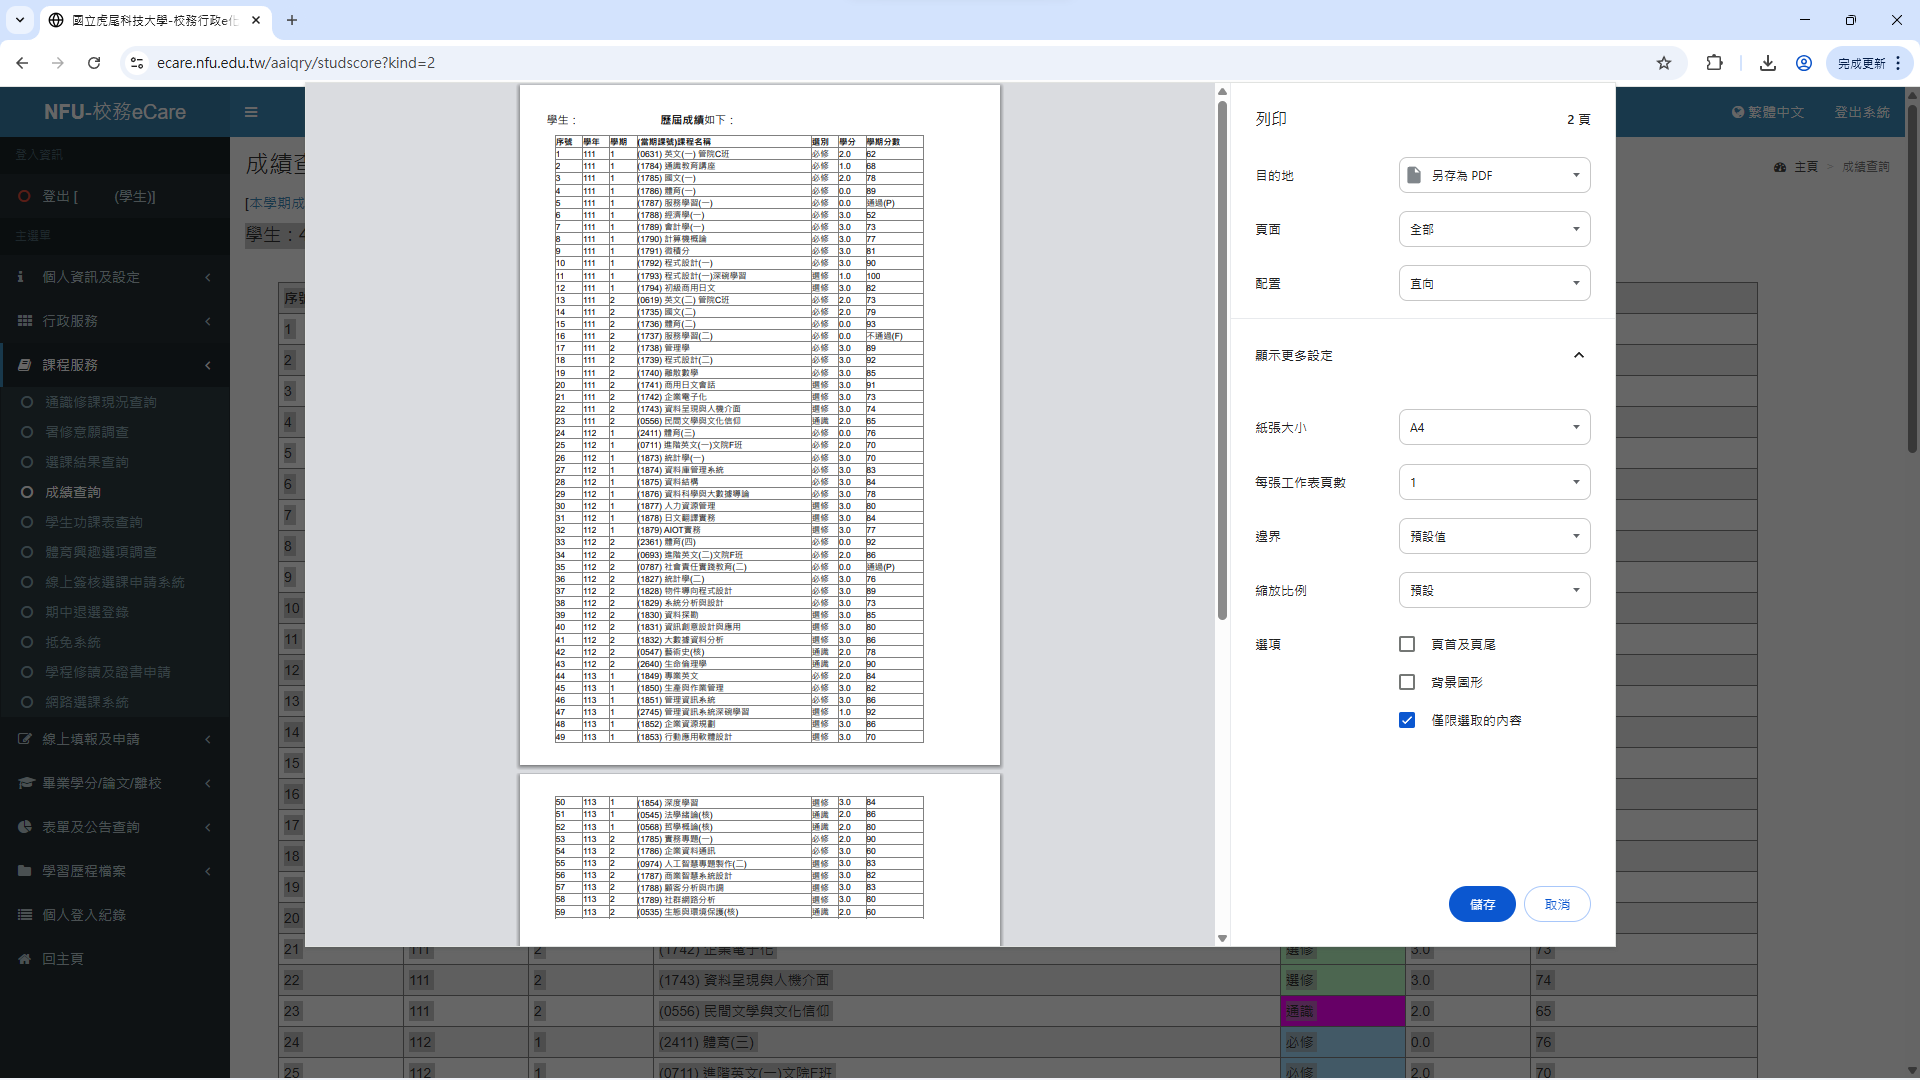 國立虎尾科技大學-校務行政e化
ecare.nfu.edu.tw/aaiqry/studscore?kind=2
完成更新
NFU-校務eCare
繁體中文
登出系統
登入資訊
登出 [ (學生)]
主選單
個人資訊及設定
行政服務
課程服務
通識修課現況查詢
暑修意願調查
選課結果查詢
成績查詢
學生功課表查詢
體育興趣選項調查
線上簽核選課申請系統
期中退選登錄
抵免系統
學程修讀及證書申請
網路選課系統
線上填報及申請
畢業學分/論文/離校
表單及公告查詢
學習歷程檔案
個人登入紀錄
回主頁
成績查
[本學期成
學生：4
主頁 > 成績查詢
序號
1
2
3
4
5
6
7
8
9
10
11
12
13
14
15
16
17
18
19
20
21 111 2 (1742) 企業電子化 選修 3.0 73
22 111 2 (1743) 資料呈現與人機介面 選修 3.0 74
23 111 2 (0556) 民間文學與文化信仰 通識 2.0 65
24 112 1 (2411) 體育(三) 必修 0.0 76
25 112 1 (0711) 進階英文(一)文院F班 必修 2.0 70
學生： 歷屆成績如下：
序號 學年 學期 (當期課號)課程名稱 選別 學分 學期分數
1 111 1 (0631) 英文(一) 管院C班 必修 2.0 62
2 111 1 (1784) 通識教育講座 必修 1.0 68
3 111 1 (1785) 國文(一) 必修 2.0 78
4 111 1 (1786) 體育(一) 必修 0.0 89
5 111 1 (1787) 服務學習(一) 必修 0.0 通過(P)
6 111 1 (1788) 經濟學(一) 必修 3.0 52
7 111 1 (1789) 會計學(一) 必修 3.0 73
8 111 1 (1790) 計算機概論 必修 3.0 77
9 111 1 (1791) 微積分 必修 3.0 81
10 111 1 (1792) 程式設計(一) 必修 3.0 90
11 111 1 (1793) 程式設計(一)深碗學習 選修 1.0 100
12 111 1 (1794) 初級商用日文 選修 3.0 82
13 111 2 (0619) 英文(二) 管院C班 必修 2.0 73
14 111 2 (1735) 國文(二) 必修 2.0 79
15 111 2 (1736) 體育(二) 必修 0.0 93
16 111 2 (1737) 服務學習(二) 必修 0.0 不通過(F)
17 111 2 (1738) 管理學 必修 3.0 89
18 111 2 (1739) 程式設計(二) 必修 3.0 92
19 111 2 (1740) 離散數學 必修 3.0 85
20 111 2 (1741) 商用日文會話 選修 3.0 91
21 111 2 (1742) 企業電子化 選修 3.0 73
22 111 2 (1743) 資料呈現與人機介面 選修 3.0 74
23 111 2 (0556) 民間文學與文化信仰 通識 2.0 65
24 112 1 (2411) 體育(三) 必修 0.0 76
25 112 1 (0711) 進階英文(一)文院F班 必修 2.0 70
26 112 1 (1873) 統計學(一) 必修 3.0 70
27 112 1 (1874) 資料庫管理系統 必修 3.0 83
28 112 1 (1875) 資料結構 必修 3.0 84
29 112 1 (1876) 資料科學與大數據導論 必修 3.0 78
30 112 1 (1877) 人力資源管理 選修 3.0 80
31 112 1 (1878) 日文翻譯實務 選修 3.0 84
32 112 1 (1879) AIOT實務 選修 3.0 77
33 112 2 (2361) 體育(四) 必修 0.0 92
34 112 2 (0693) 進階英文(二)文院F班 必修 2.0 86
35 112 2 (0787) 社會責任實踐教育(二) 必修 0.0 通過(P)
36 112 2 (1827) 統計學(二) 必修 3.0 76
37 112 2 (1828) 物件導向程式設計 必修 3.0 89
38 112 2 (1829) 系統分析與設計 必修 3.0 73
39 112 2 (1830) 資料探勘 選修 3.0 85
40 112 2 (1831) 資訊創意設計與應用 選修 3.0 80
41 112 2 (1832) 大數據資料分析 選修 3.0 86
42 112 2 (0547) 藝術史(核) 通識 2.0 78
43 112 2 (2640) 生命倫理學 通識 2.0 90
44 113 1 (1849) 專業英文 必修 2.0 84
45 113 1 (1850) 生產與作業管理 必修 3.0 82
46 113 1 (1851) 管理資訊系統 必修 3.0 86
47 113 1 (2745) 管理資訊系統深碗學習 選修 1.0 92
48 113 1 (1852) 企業資源規劃 選修 3.0 86
49 113 1 (1853) 行動應用軟體設計 選修 3.0 70
50 113 1 (1854) 深度學習 選修 3.0 84
51 113 1 (0545) 法學緒論(核) 通識 2.0 86
52 113 1 (0568) 哲學概論(核) 通識 2.0 80
53 113 2 (1785) 實務專題(一) 必修 2.0 90
54 113 2 (1786) 企業資料通訊 必修 3.0 60
55 113 2 (0974) 人工智慧專題製作(二) 選修 3.0 83
56 113 2 (1787) 商業智慧系統設計 選修 3.0 82
57 113 2 (1788) 顧客分析與市調 選修 3.0 83
58 113 2 (1789) 社群網路分析 選修 3.0 80
59 113 2 (0535) 生態與環境保護(核) 通識 2.0 60
列印
2 頁
目的地
另存為 PDF
頁面
全部
配置
直向
顯示更多設定
紙張大小
A4
每張工作表頁數
1
邊界
預設值
縮放比例
預設
選項
頁首及頁尾
背景圖形
僅限選取的內容
儲存
取消